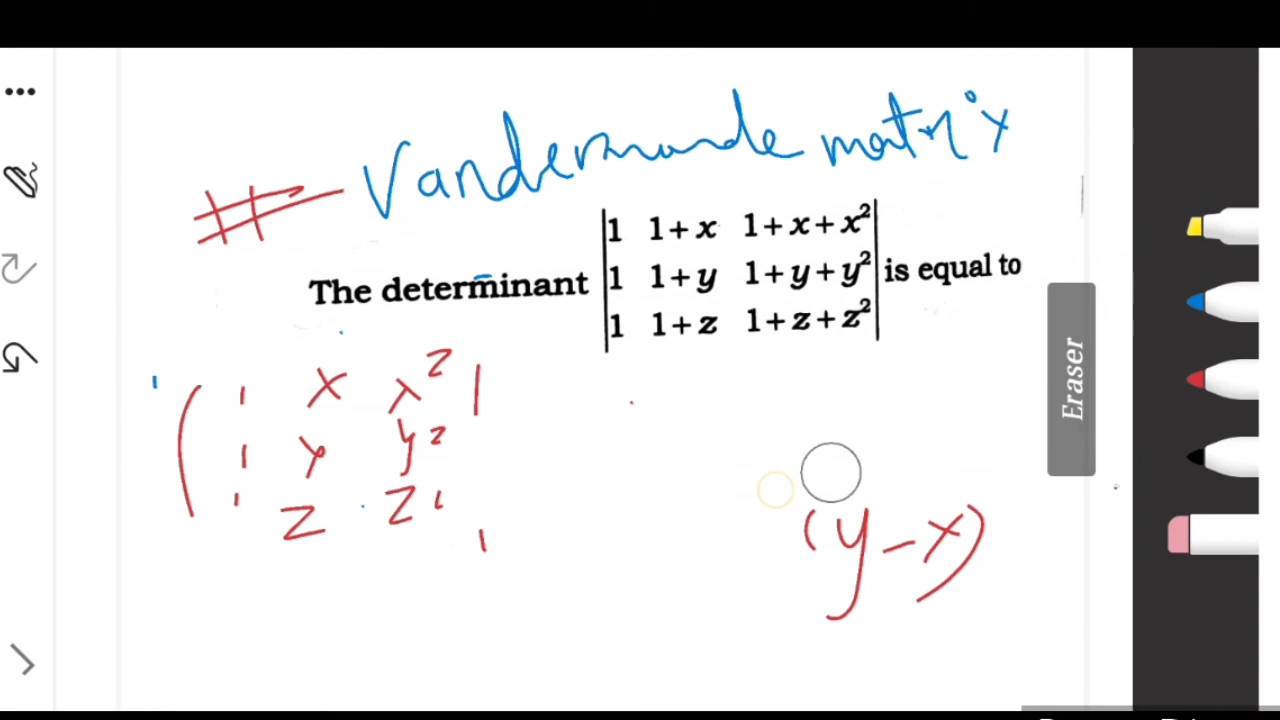 Vandermonde matrix
The determinant |1 1+x 1+x+x²| is equal to
|1 1+y 1+y+y²|
|1 1+z 1+z+z²|
( 1 x x² |
1 y y²
1 z z
(y-x)
Eraser